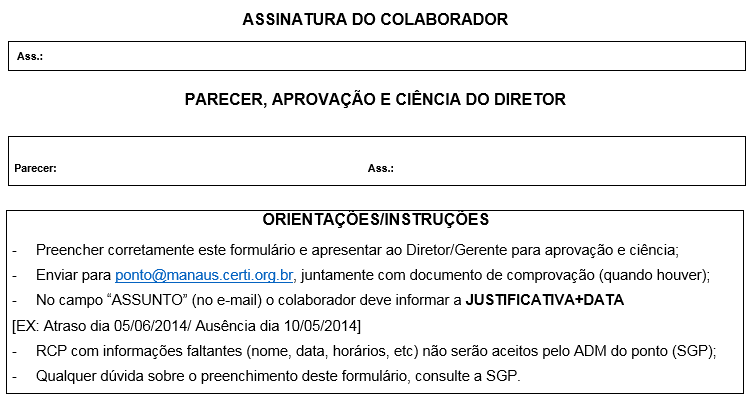 ASSINATURA DO COLABORADOR
Ass.:
PARECER, APROVAÇÃO E CIÊNCIA DO DIRETOR
Parecer: Ass.:
ORIENTAÇÕES/INSTRUÇÕES
- Preencher corretamente este formulário e apresentar ao Diretor/Gerente para aprovação e ciência;
- Enviar para ponto@manaus.certi.org.br, juntamente com documento de comprovação (quando houver);
- No campo “ASSUNTO” (no e-mail) o colaborador deve informar a JUSTIFICATIVA+DATA
[EX: Atraso dia 05/06/2014/ Ausência dia 10/05/2014]
- RCP com informações faltantes (nome, data, horários, etc) não serão aceitos pelo ADM do ponto (SGP);
- Qualquer dúvida sobre o preenchimento deste formulário, consulte a SGP.